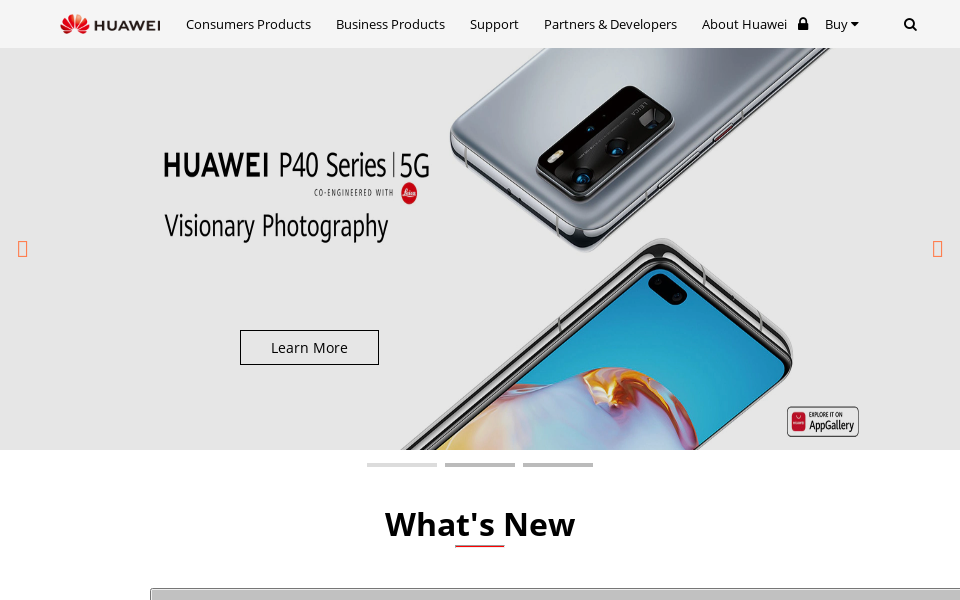 HUAWEI
Consumers Products
Business Products
Support
Partners & Developers
About Huawei
Buy
HUAWEI P40 Series | 5G
CO-ENGINEERED WITH
Leica
Visionary Photography
Learn More
LEICA
EXPLORE IT ON
AppGallery
What's New